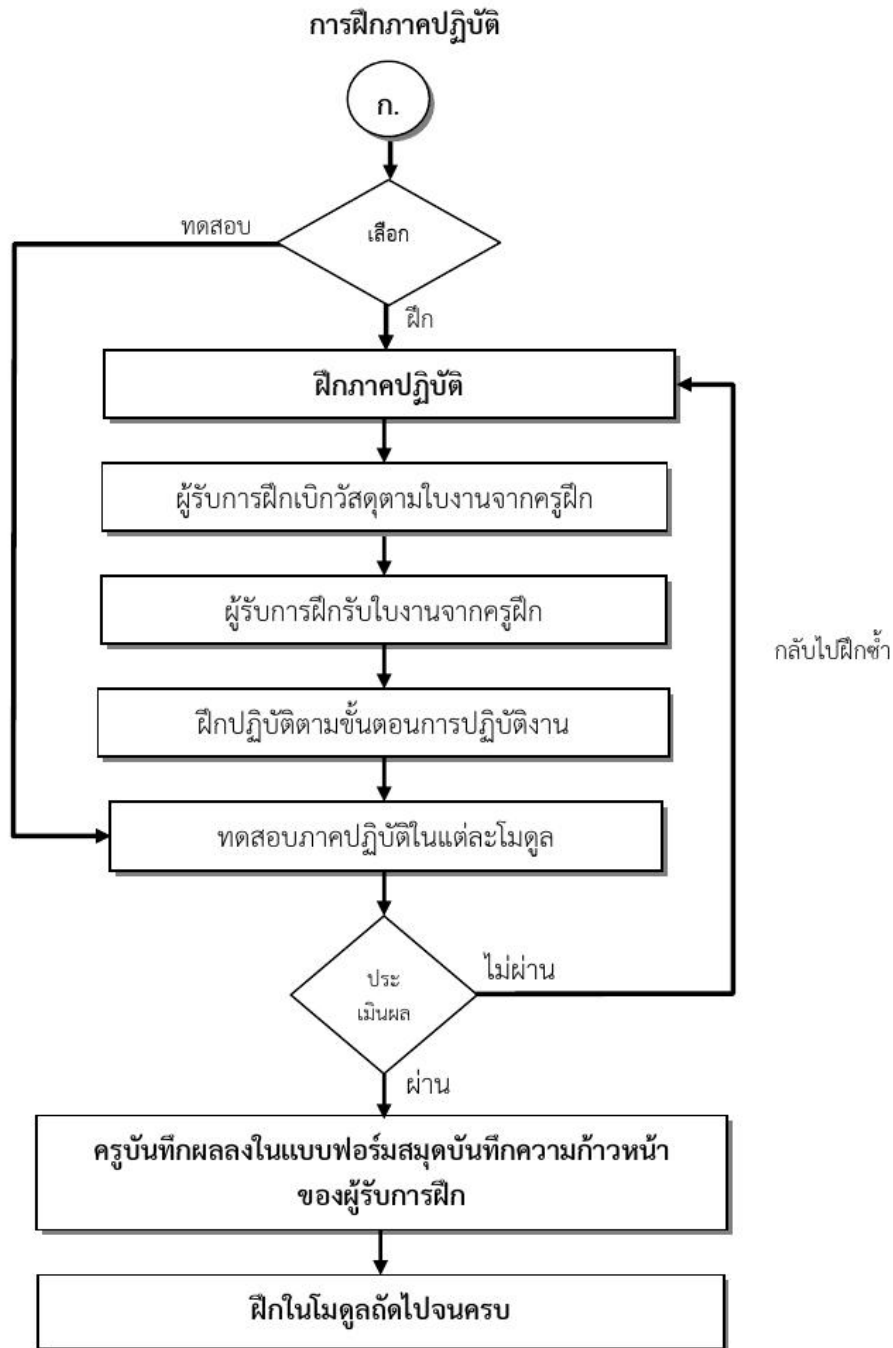 การฝึกภาคปฏิบัติ
ก.
เลือก
ทดสอบ
ฝึก
ฝึกภาคปฏิบัติ
ผู้รับการฝึกเบิกวัสดุตามใบงานจากครูฝึก
ผู้รับการฝึกรับใบงานจากครูฝึก
กลับไปฝึกซ้ำ
ฝึกปฏิบัติตามขั้นตอนการปฏิบัติงาน
ทดสอบภาคปฏิบัติในแต่ละโมดูล
ประ
เมินผล
ไม่ผ่าน
ผ่าน
ครูบันทึกผลลงในแบบฟอร์มสมุดบันทึกความก้าวหน้า
ของผู้รับการฝึก
ฝึกในโมดูลถัดไปจนครบ